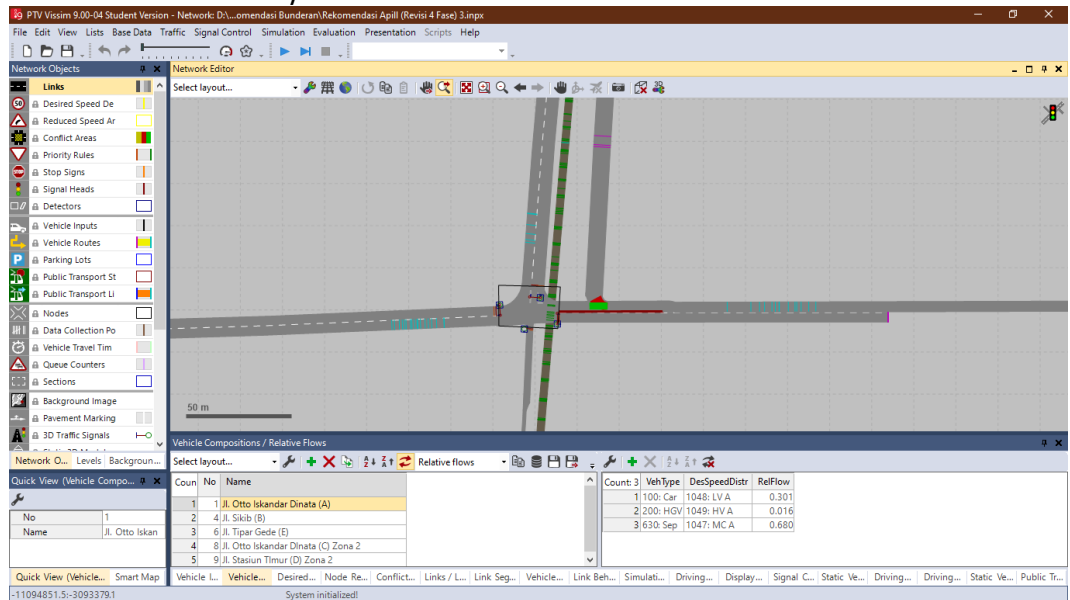 PTV Vissim 9.00-04 Student Version - Network: D:\...omendasi Bunderan\Rekomendasi Apill (Revisi 4 Fase) 3.inpx
File Edit View Lists Base Data Traffic Signal Control Simulation Evaluation Presentation Scripts Help
Network Objects
Network Editor
Select layout...
Links
Desired Speed De
Reduced Speed Ar
Conflict Areas
Priority Rules
Stop Signs
Signal Heads
Detectors
Vehicle Inputs
Vehicle Routes
Parking Lots
Public Transport St
Public Transport Li
Nodes
Data Collection Po
Vehicle Travel Tim
Queue Counters
Sections
Background Image
Pavement Marking
3D Traffic Signals
50 m
Network O... Levels Backgroun...
Quick View (Vehicle Compo...
No 1
Name Jl. Otto Iskan
Quick View (Vehicle... Smart Map
Vehicle Compositions / Relative Flows
Select layout... Relative flows
Coun No Name
1 1 Jl. Otto Iskandar Dinata (A)
2 4 Jl. Sikib (B)
3 6 Jl. Tipar Gede (E)
4 8 Jl. Otto Iskandar DInata (C) Zona 2
5 9 Jl. Stasiun TImur (D) Zona 2
Count: 3 VehType DesSpeedDistr RelFlow
1 100: Car 1048: LV A 0.301
2 200: HGV 1049: HV A 0.016
3 630: Sep 1047: MC A 0.680
Vehicle I... Vehicle... Desired... Node Re... Conflict... Links / L... Link Seg... Vehicle... Link Beh... Simulati... Driving... Display... Signal C... Static Ve... Driving... Driving... Static Ve... Public Tr...
-11094851.5:-3093379.1 System initialized!